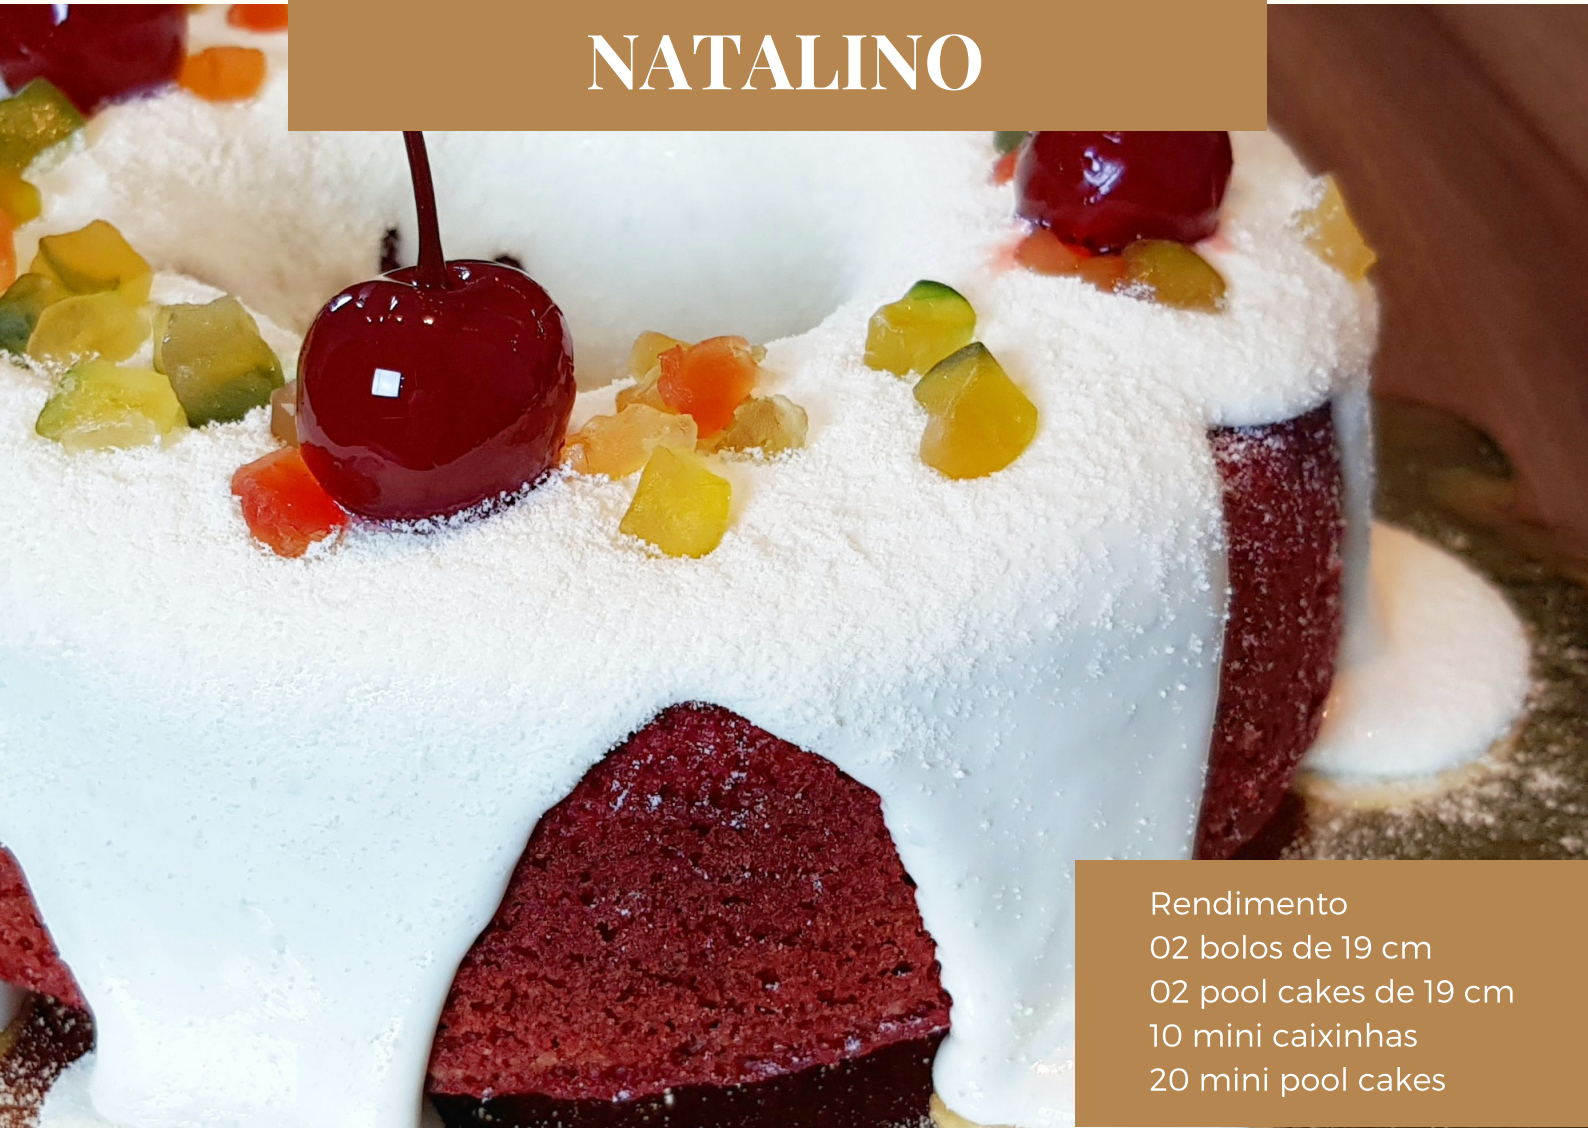 NATALINO
Rendimento
02 bolos de 19 cm
02 pool cakes de 19 cm
10 mini caixinhas
20 mini pool cakes